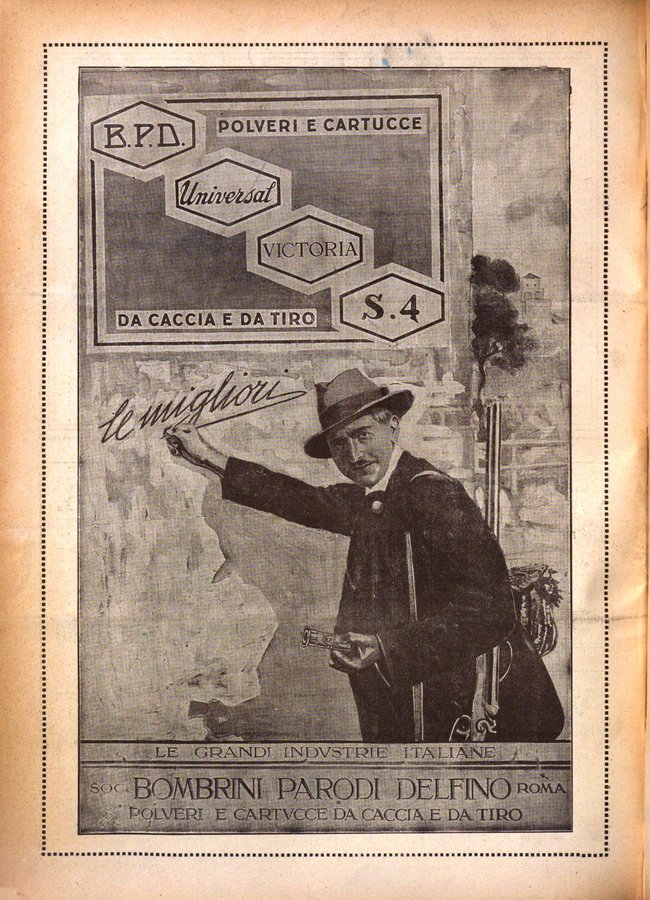 B.P.D.
POLVERI E CARTUCCE
Universal
VICTORIA
S.4
DA CACCIA E DA TIRO
le migliori
LE GRANDI INDVSTRIE ITALIANE
SOC. BOMBRINI PARODI DELFINO ROMA
POLVERI E CARTVCCE DA CACCIA E DA TIRO